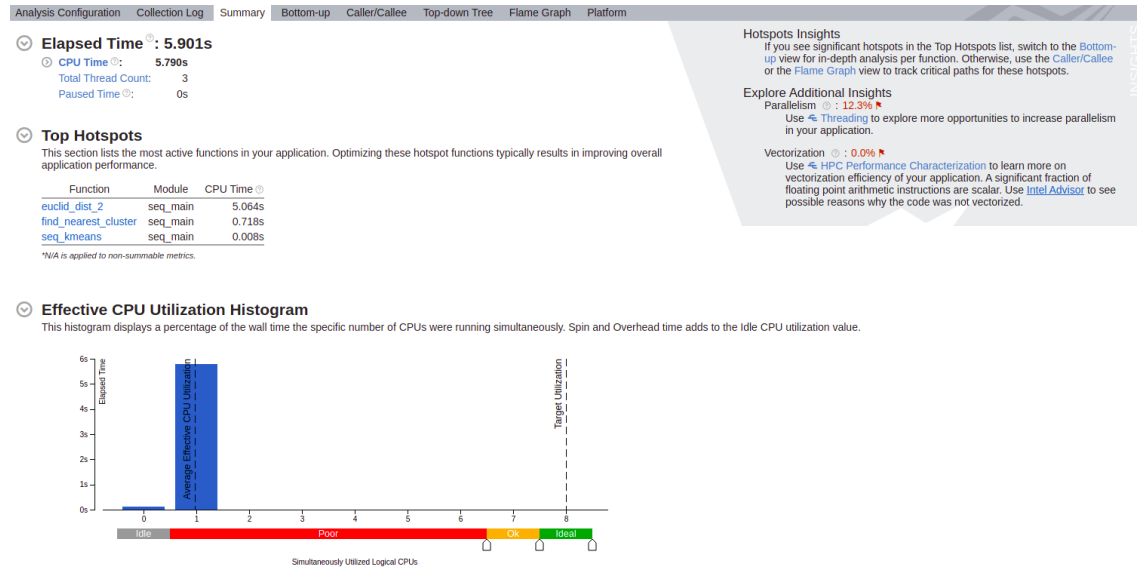 Analysis Configuration Collection Log Summary Bottom-up Caller/Callee Top-down Tree Flame Graph Platform
Elapsed Time ?: 5.901s
CPU Time ?: 5.790s
Total Thread Count: 3
Paused Time ?: 0s
Top Hotspots
This section lists the most active functions in your application. Optimizing these hotspot functions typically results in improving overall
application performance.
Function Module CPU Time ?
euclid_dist_2 seq_main 5.064s
find_nearest_cluster seq_main 0.718s
seq_kmeans seq_main 0.008s
*N/A is applied to non-summable metrics.
Hotspots Insights
If you see significant hotspots in the Top Hotspots list, switch to the Bottom-
up view for in-depth analysis per function. Otherwise, use the Caller/Callee
or the Flame Graph view to track critical paths for these hotspots.
Explore Additional Insights
Parallelism ? : 12.3%
Use Threading to explore more opportunities to increase parallelism
in your application.
Vectorization ? : 0.0%
Use HPC Performance Characterization to learn more on
vectorization efficiency of your application. A significant fraction of
floating point arithmetic instructions are scalar. Use Intel Advisor to see
possible reasons why the code was not vectorized.
INSIGHTS
Effective CPU Utilization Histogram
This histogram displays a percentage of the wall time the specific number of CPUs were running simultaneously. Spin and Overhead time adds to the Idle CPU utilization value.
Elapsed Time
6s
5s
4s
3s
2s
1s
0s
Average Effective CPU Utilization
Target Utilization
0 1 2 3 4 5 6 7 8
Idle Poor Ok Ideal
Simultaneously Utilized Logical CPUs